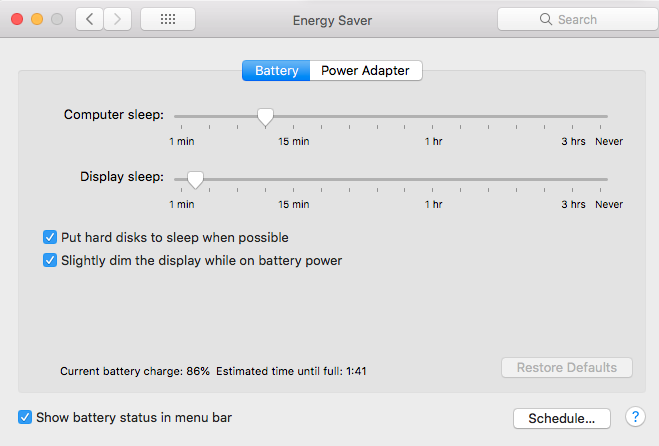 Energy Saver
Search
Battery Power Adapter
Computer sleep:
1 min 15 min 1 hr 3 hrs Never
Display sleep:
1 min 15 min 1 hr 3 hrs Never
Put hard disks to sleep when possible
Slightly dim the display while on battery power
Current battery charge: 86% Estimated time until full: 1:41
Restore Defaults
Show battery status in menu bar
Schedule...
?